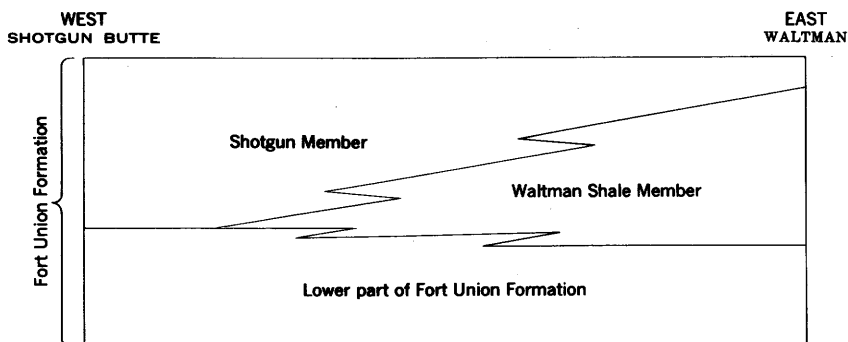 WEST
SHOTGUN BUTTE
EAST
WALTMAN
Fort Union Formation
Shotgun Member
Waltman Shale Member
Lower part of Fort Union Formation